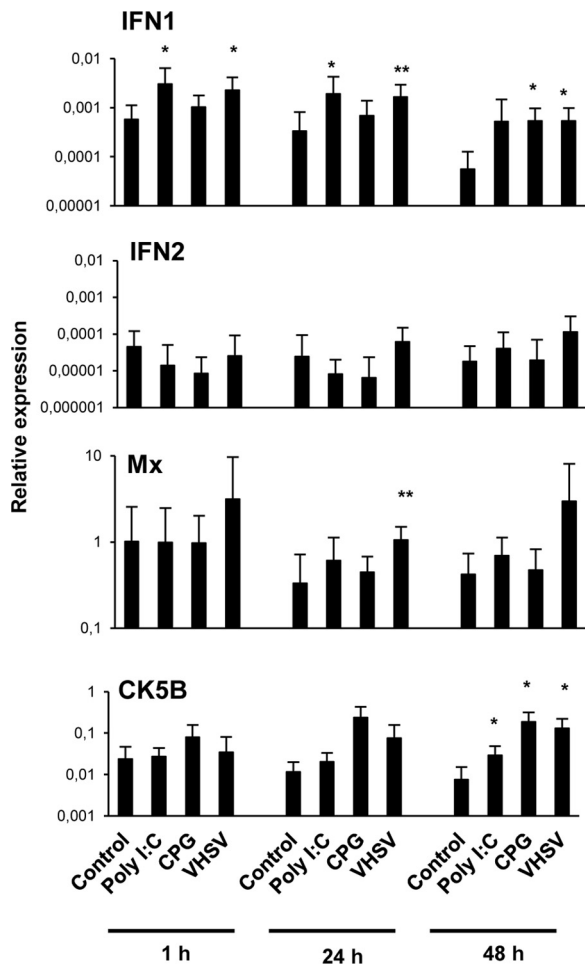 IFN1
0,01
0,001
0,0001
0,00001
* * * ** * *
IFN2
0,01
0,001
0,0001
0,00001
0,000001
Relative expression
Mx
10
1
0,1
**
CK5B
1
0,1
0,01
0,001
* * *
Control Poly I:C CPG VHSV Control Poly I:C CPG VHSV Control Poly I:C CPG VHSV
1 h 24 h 48 h